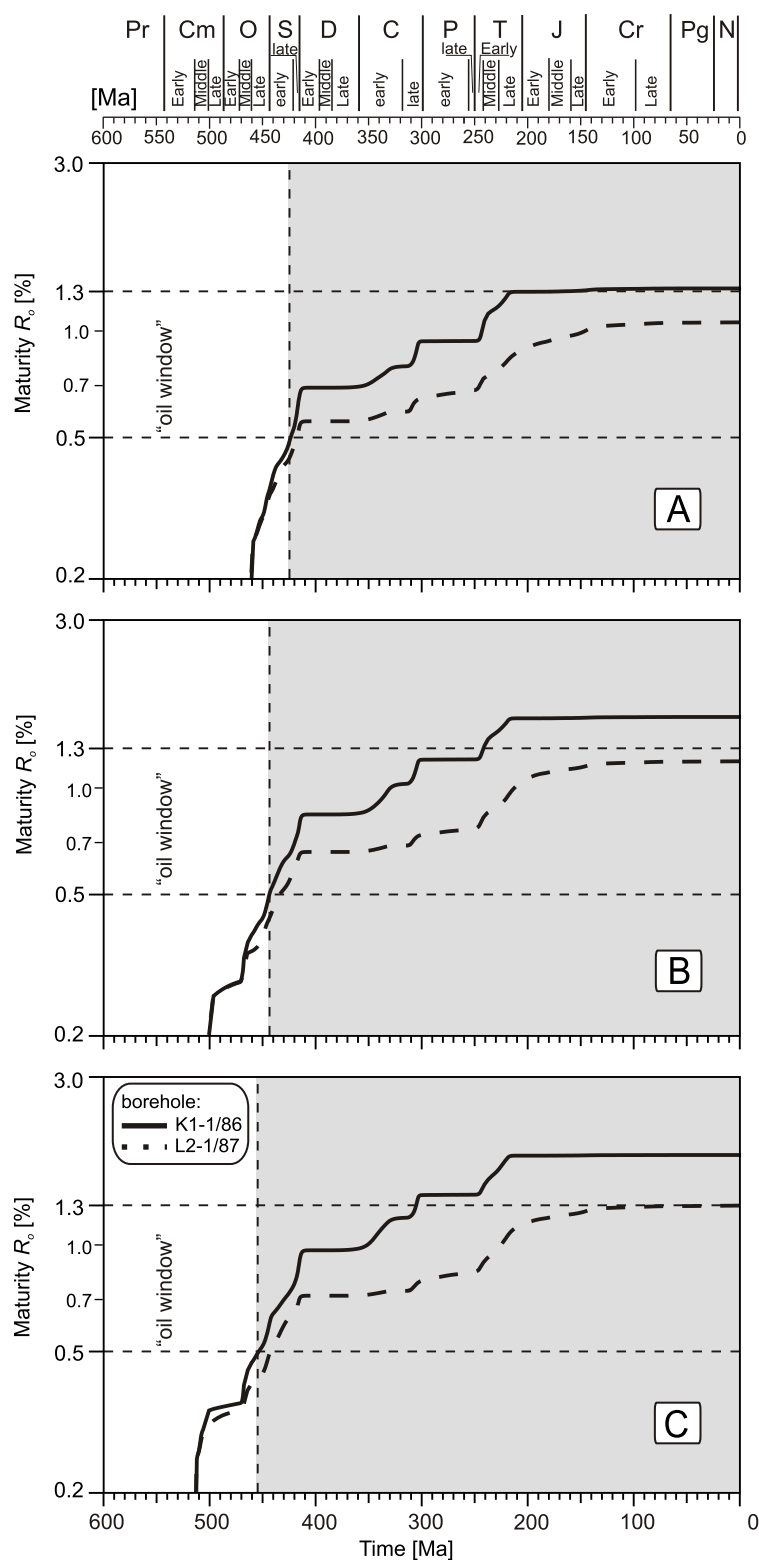 Pr Cm O S D C P T J Cr Pg N
late late Early
[Ma] Early Middle Late Early Middle Late early Early Middle Late early late early Middle Late Early Middle Late Early Late
600 550 500 450 400 350 300 250 200 150 100 50 0
3.0
1.3
1.0
0.7
0.5
0.2
Maturity Ro [%]
“oil window”
A
3.0
1.3
1.0
0.7
0.5
0.2
Maturity Ro [%]
“oil window”
B
3.0
borehole:
K1-1/86
L2-1/87
1.3
1.0
0.7
0.5
0.2
Maturity Ro [%]
“oil window”
C
600 500 400 300 200 100 0
Time [Ma]